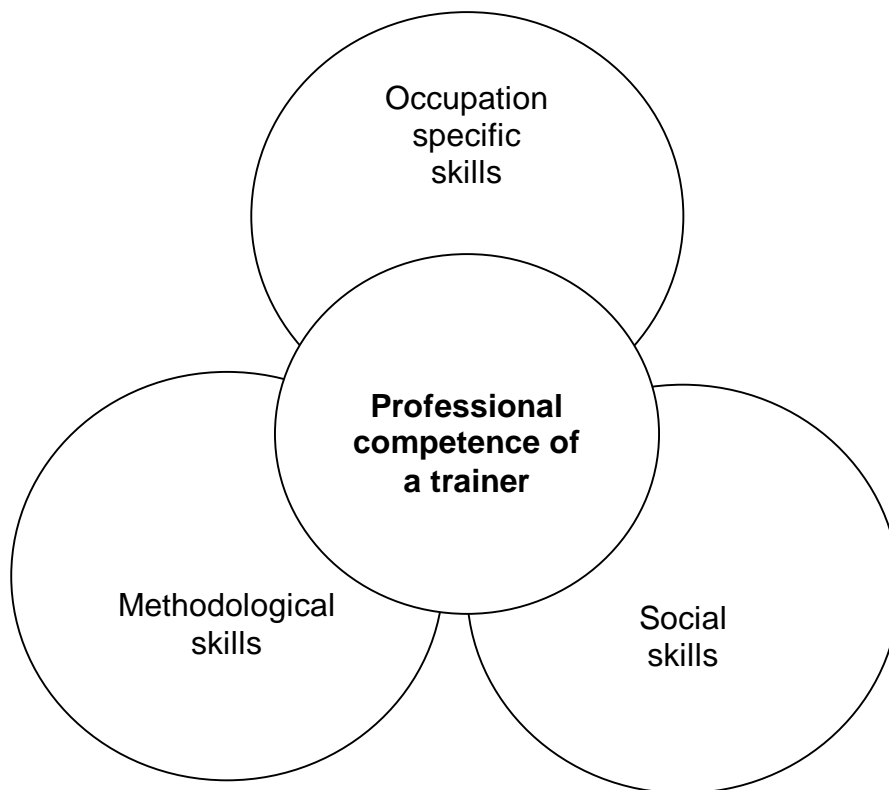 Occupation
specific
skills
Professional
competence of
a trainer
Methodological
skills
Social
skills